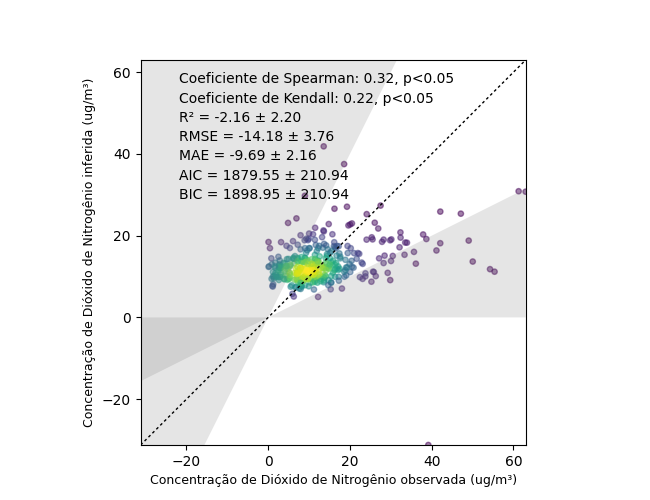 Coeficiente de Spearman: 0.32, p<0.05
Coeficiente de Kendall: 0.22, p<0.05
R² = -2.16 ± 2.20
RMSE = -14.18 ± 3.76
MAE = -9.69 ± 2.16
AIC = 1879.55 ± 210.94
BIC = 1898.95 ± 210.94
60
40
20
0
−20
Concentração de Dióxido de Nitrogênio inferida (ug/m³)
−20
0
20
40
60
Concentração de Dióxido de Nitrogênio observada (ug/m³)